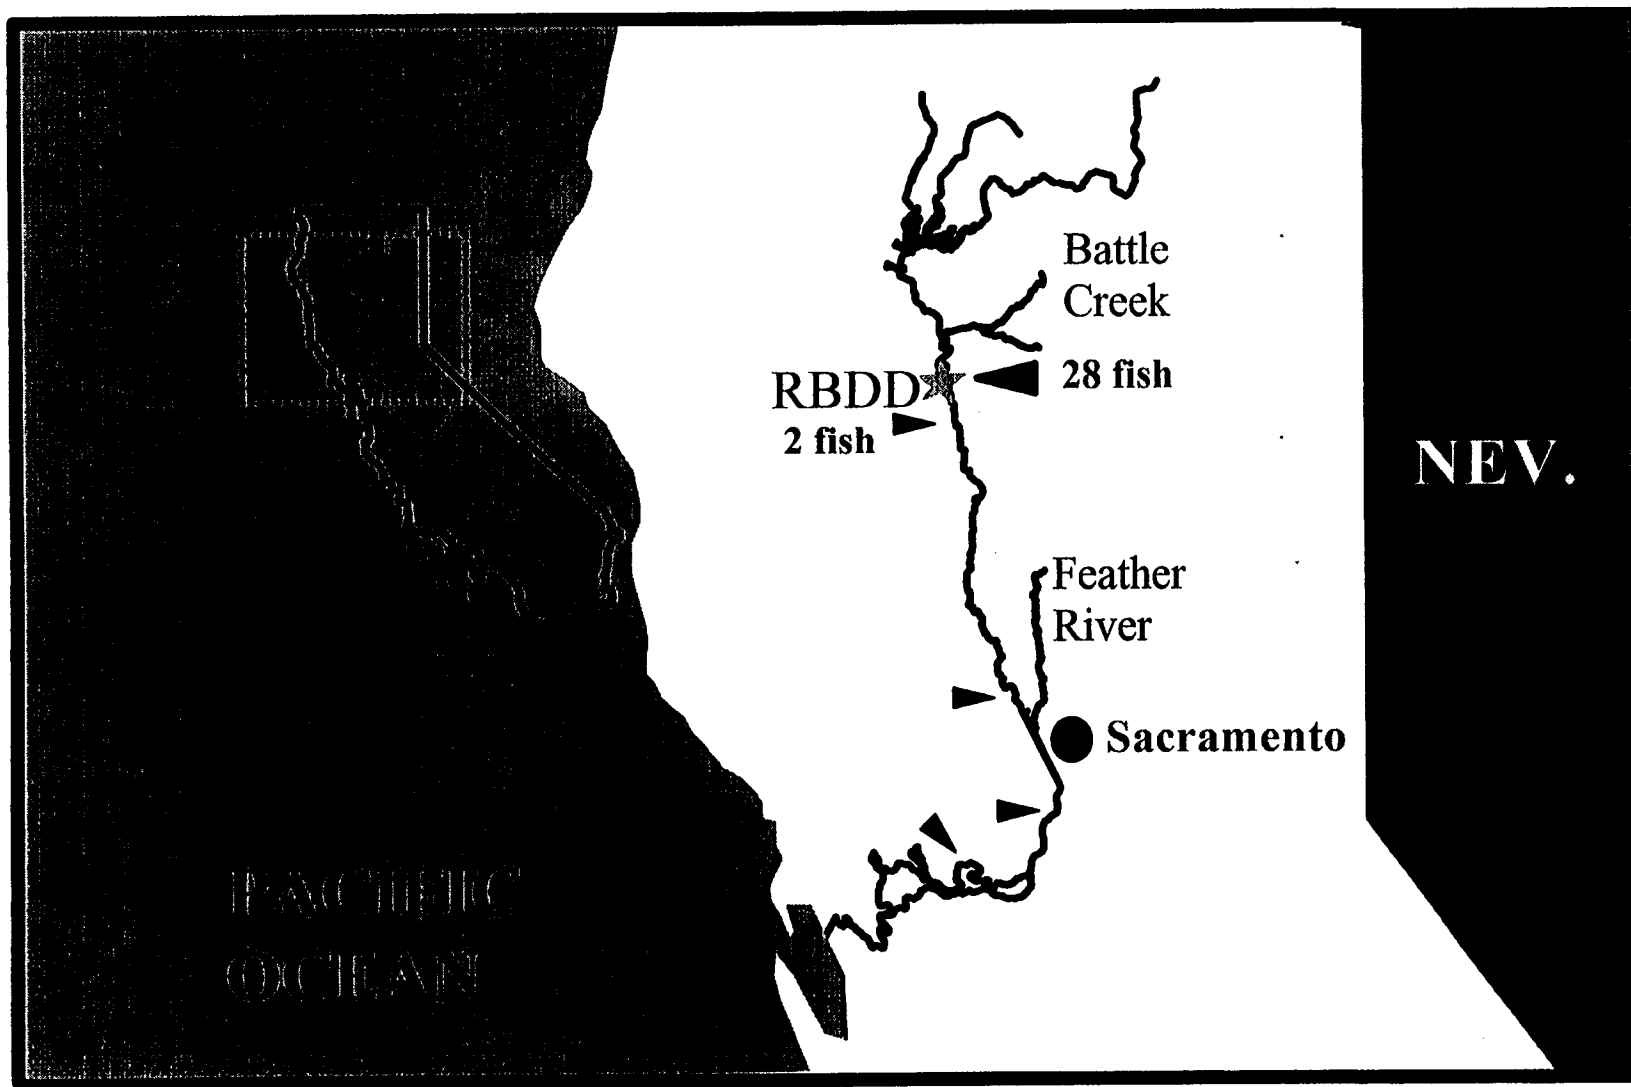 Battle
Creek
RBDD
28 fish
2 fish
NEV.
Feather
River
Sacramento
PACIFIC
OCEAN